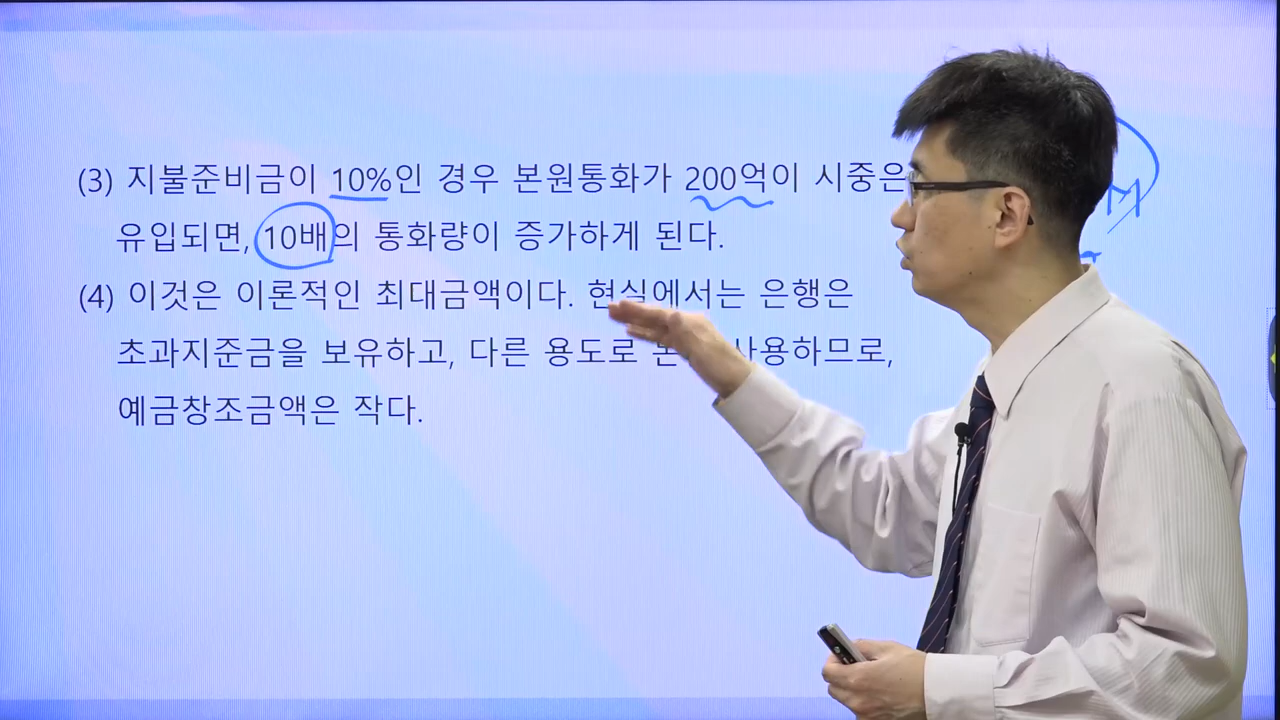 (3) 지불준비금이 10%인 경우 본원통화가 200억이 시중은
유입되면, 10배의 통화량이 증가하게 된다.
(4) 이것은 이론적인 최대금액이다. 현실에서는 은행은
초과지준금을 보유하고, 다른 용도로 사용하므로,
예금창조금액은 작다.
M